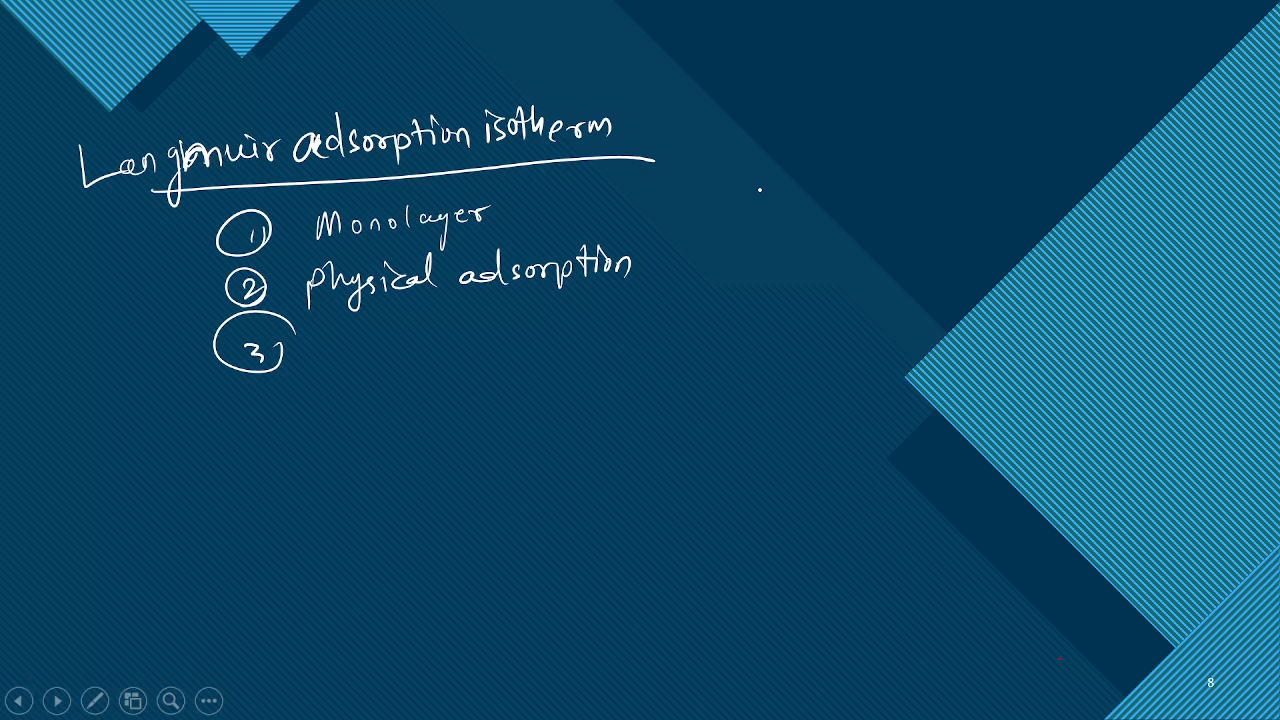 Langmuir adsorption isotherm
1) Monolayer
2 physical adsorption
3)
8